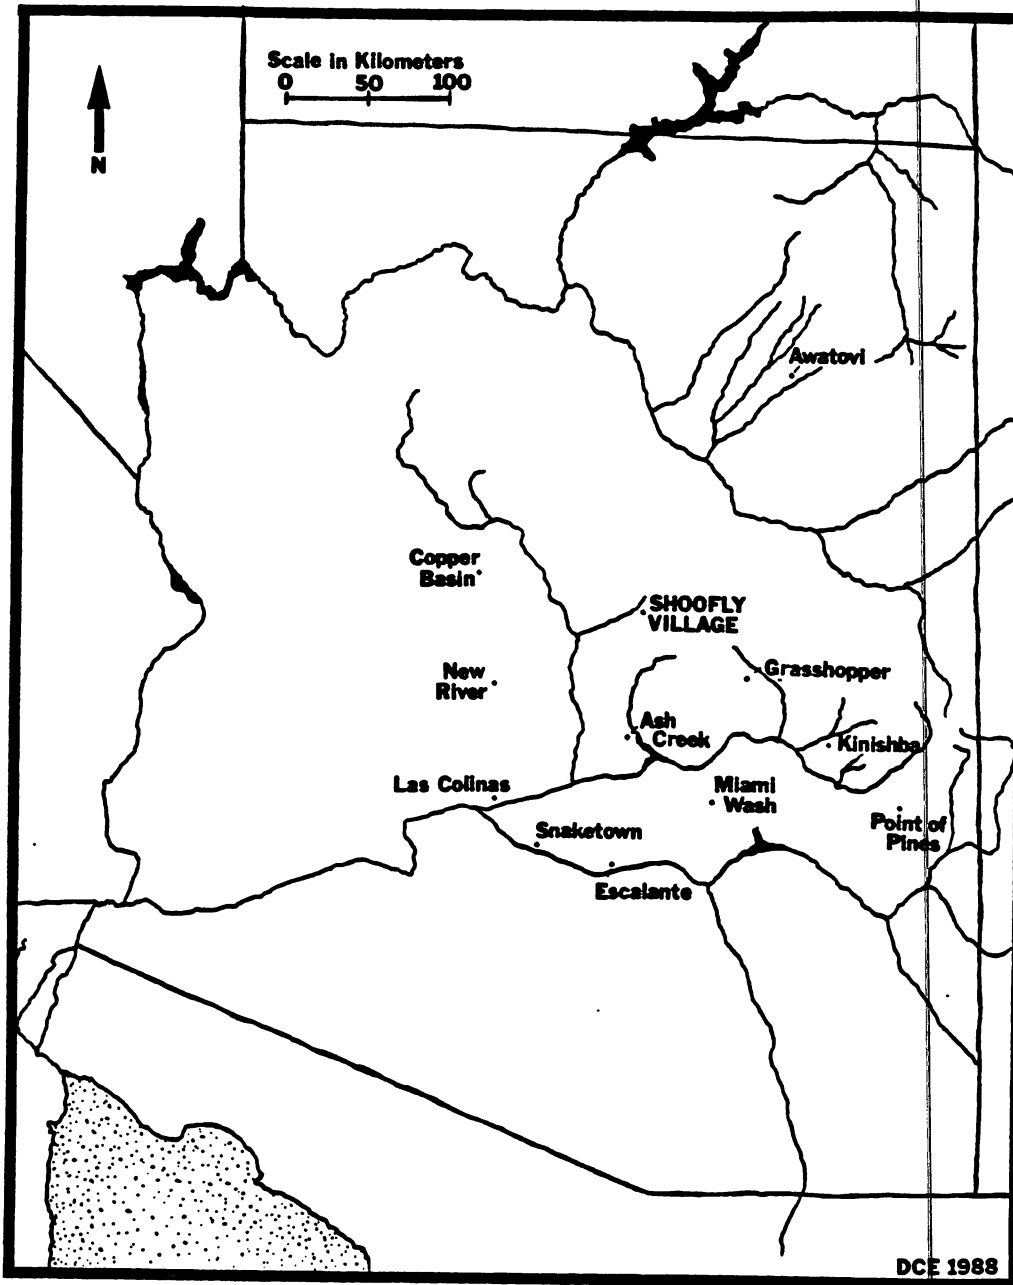 Scale in Kilometers
0 50 100
N
Awatovi
Copper
Basin
SHOOFLY
VILLAGE
New
River
Grasshopper
Ash
Creek
Kinishba
Las Colinas
Miami
Wash
Snaketown
Point of
Pines
Escalante
DCE 1988